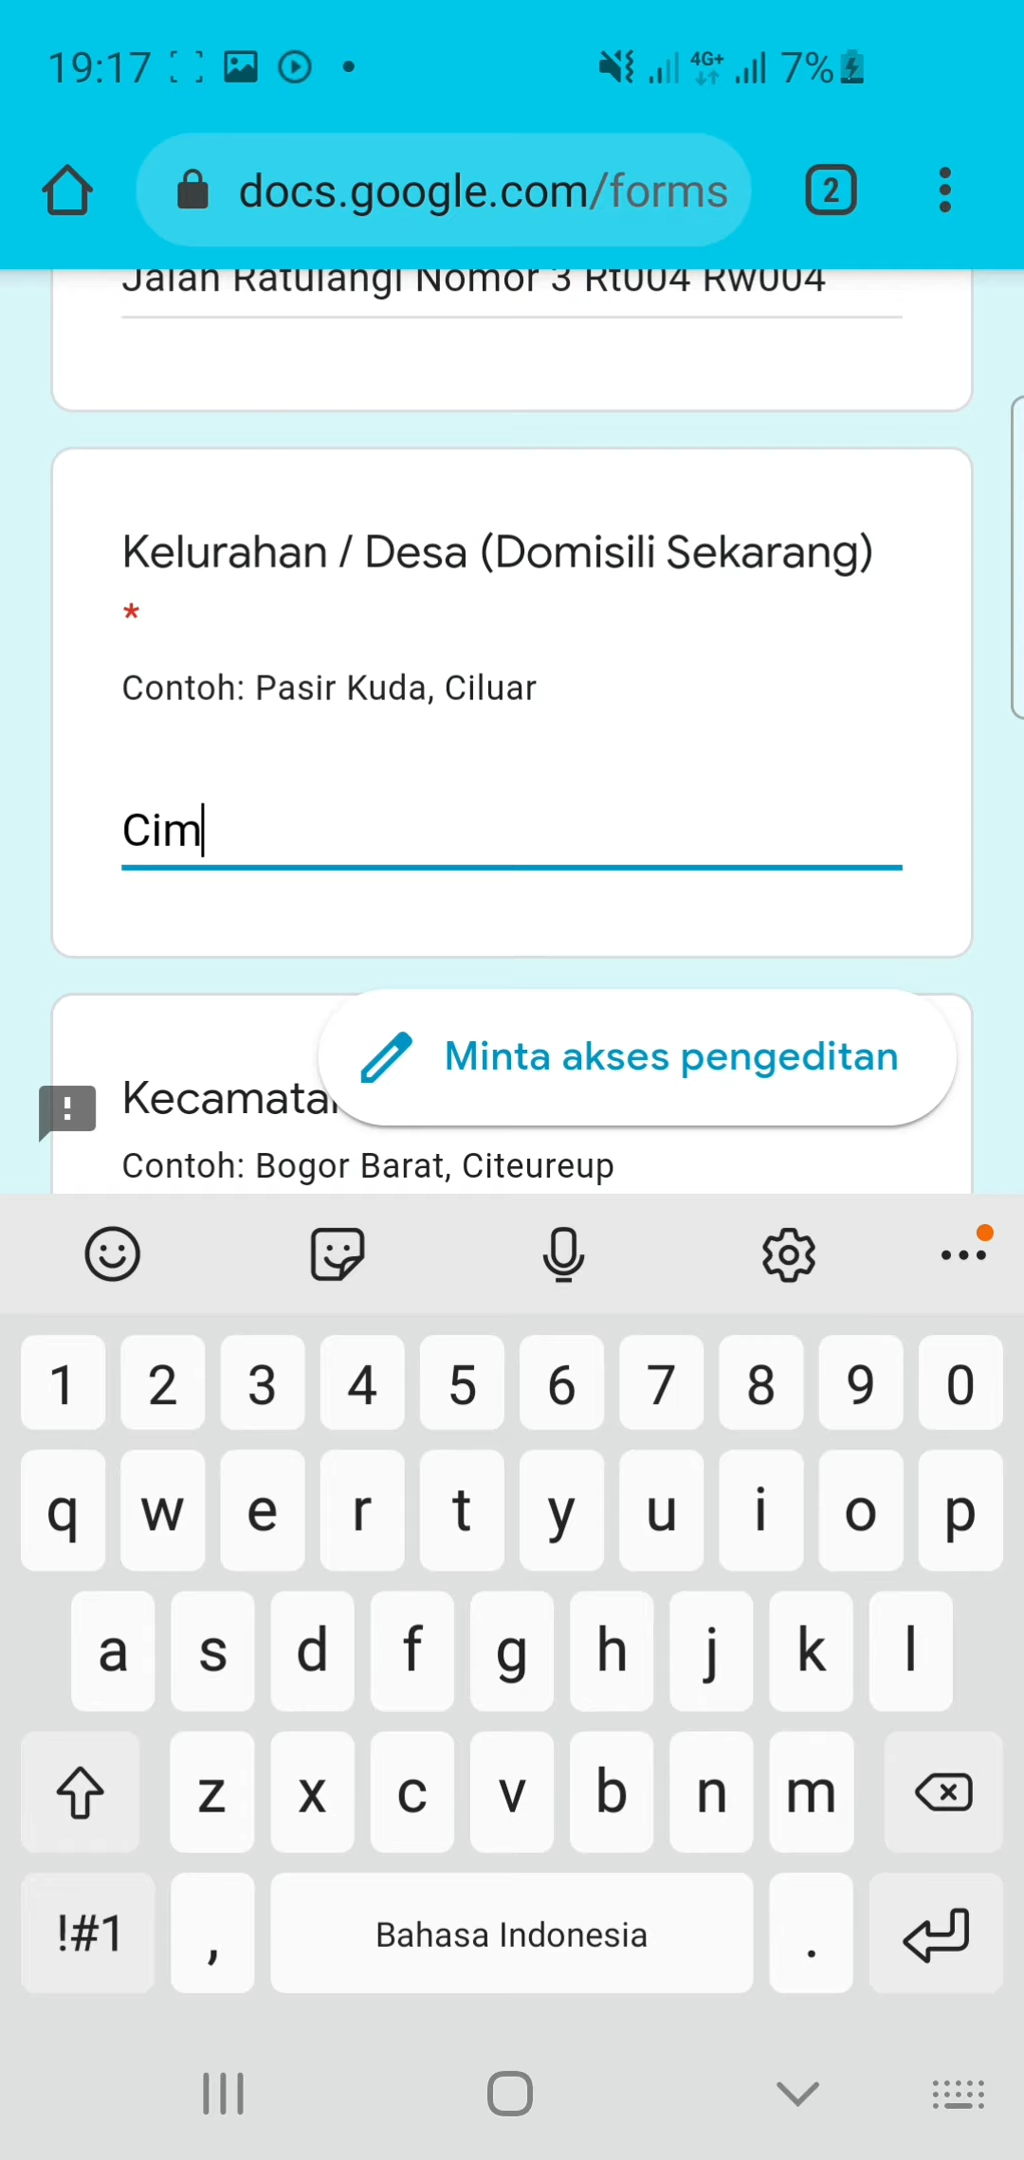 19:17
4G+
7%
docs.google.com/forms
2
Jalan Ratulangi Nomor 3 Rt004 Rw004
Kelurahan / Desa (Domisili Sekarang)
*
Contoh: Pasir Kuda, Ciluar
Cim
Minta akses pengeditan
Kecamata
Contoh: Bogor Barat, Citeureup
1 2 3 4 5 6 7 8 9 0
q w e r t y u i o p
a s d f g h j k l
z x c v b n m
!#1 , Bahasa Indonesia .